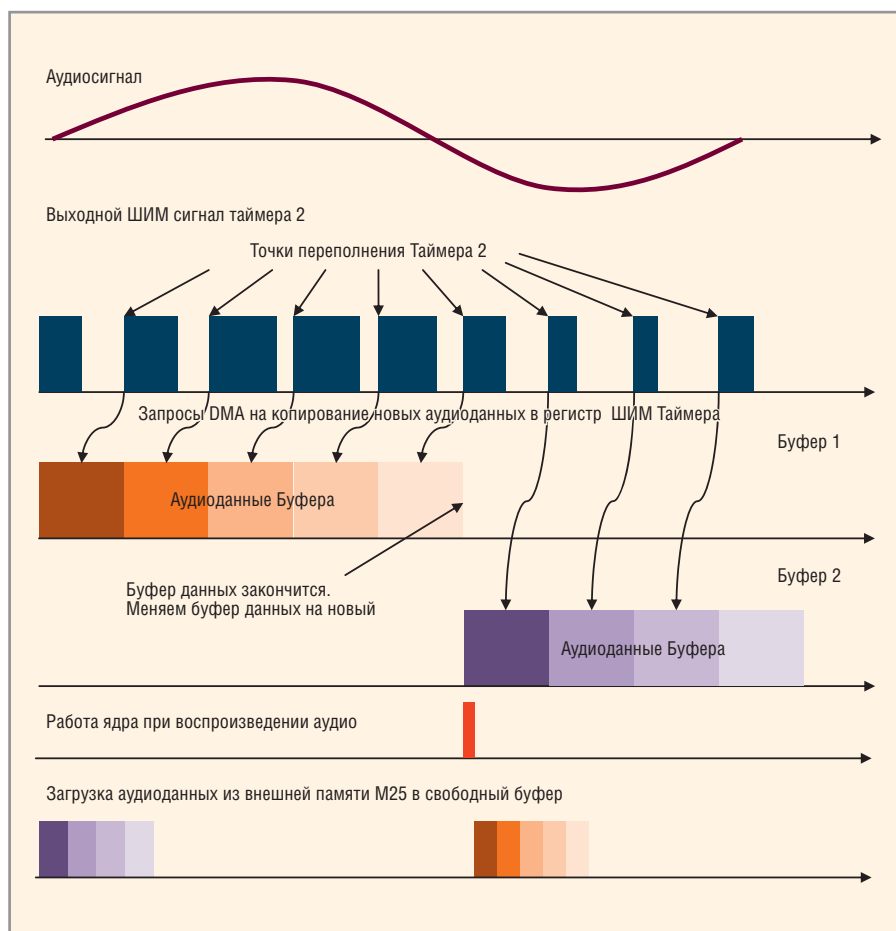 Аудиосигнал
Выходной ШИМ сигнал таймера 2
Точки переполнения Таймера 2
Запросы DMA на копирование новых аудиоданных в регистр ШИМ Таймера
Буфер 1
Аудиоданные Буфера
Буфер данных закончится.
Меняем буфер данных на новый
Буфер 2
Аудиоданные Буфера
Работа ядра при воспроизведении аудио
Загрузка аудиоданных из внешней памяти M25 в свободный буфер